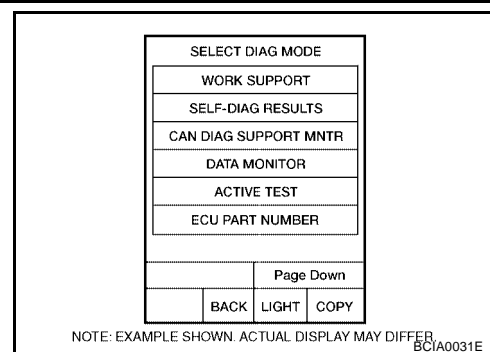 SELECT DIAG MODE
WORK SUPPORT
SELF-DIAG RESULTS
CAN DIAG SUPPORT MNTR
DATA MONITOR
ACTIVE TEST
ECU PART NUMBER
Page Down
BACK LIGHT COPY
NOTE: EXAMPLE SHOWN. ACTUAL DISPLAY MAY DIFFER.
BCIA0031E